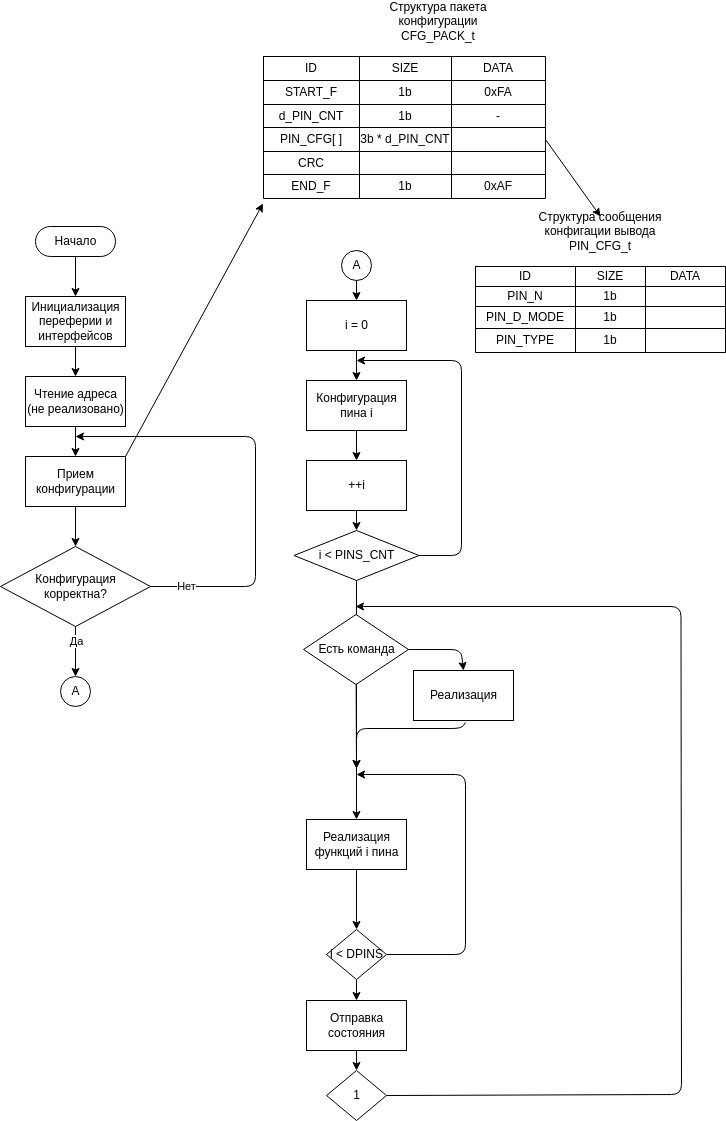 Структура пакета
конфигурации
CFG_PACK_t
ID SIZE DATA
START_F 1b 0xFA
d_PIN_CNT 1b -
PIN_CFG[ ] 3b * d_PIN_CNT
CRC
END_F 1b 0xAF
Структура сообщения
конфигации вывода
PIN_CFG_t
ID SIZE DATA
PIN_N 1b
PIN_D_MODE 1b
PIN_TYPE 1b
Начало
Инициализация
переферии и
интерфейсов
Чтение адреса
(не реализовано)
Прием
конфигурации
Конфигурация
корректна?
Нет
Да
A
A
i = 0
Конфигурация
пина i
++i
i < PINS_CNT
Есть команда
Реализация
Реализация
функций i пина
i < DPINS
Отправка
состояния
1